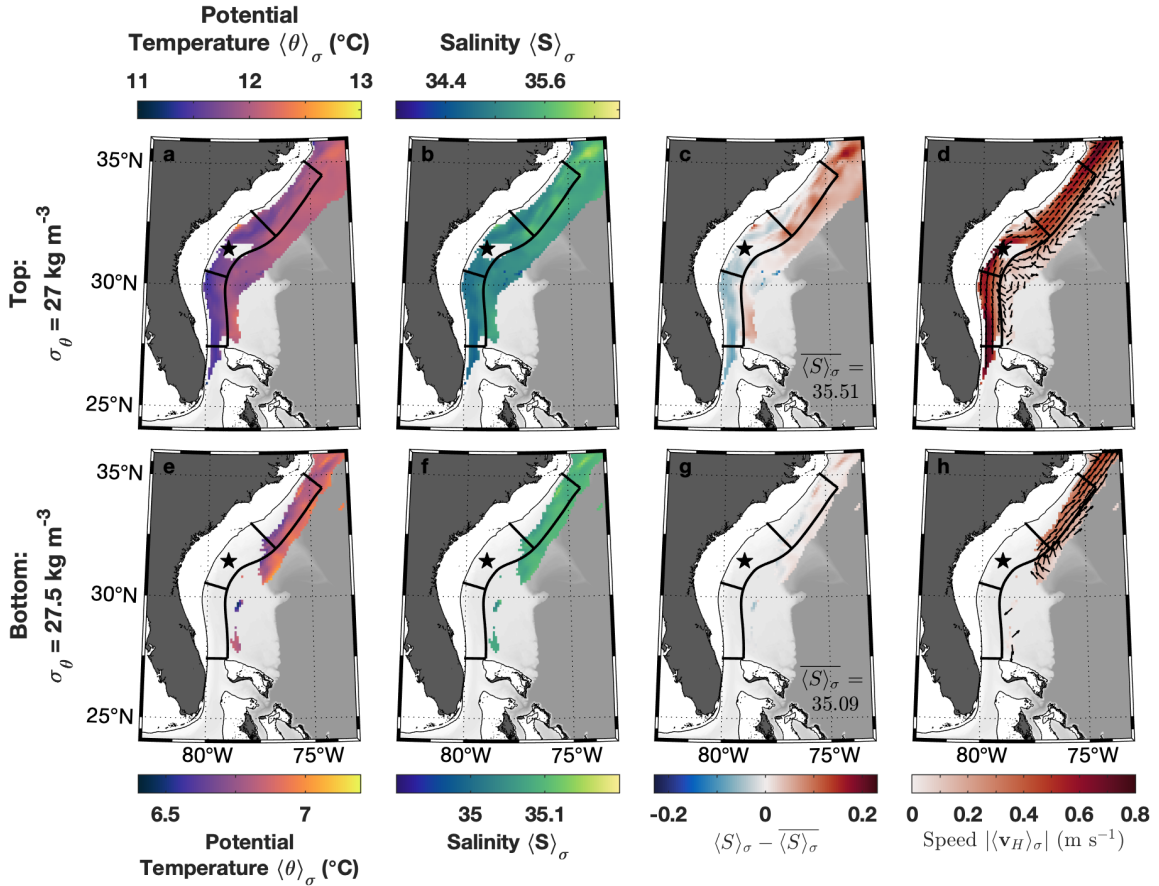 Potential
Temperature ⟨θ⟩σ (°C)
Salinity ⟨S⟩σ
11 12 13
34.4 35.6
Top:
σθ = 27 kg m⁻³
35°N
30°N
25°N
a
b
c
d
⟨S⟩σ =
35.51
Bottom:
σθ = 27.5 kg m⁻³
35°N
30°N
25°N
e
f
g
h
⟨S⟩σ =
35.09
80°W 75°W
80°W 75°W
80°W 75°W
80°W 75°W
6.5 7
35 35.1
-0.2 0 0.2
0 0.2 0.4 0.6 0.8
Potential
Temperature ⟨θ⟩σ (°C)
Salinity ⟨S⟩σ
⟨S⟩σ − ⟨S⟩σ
Speed |⟨vH⟩σ| (m s⁻¹)